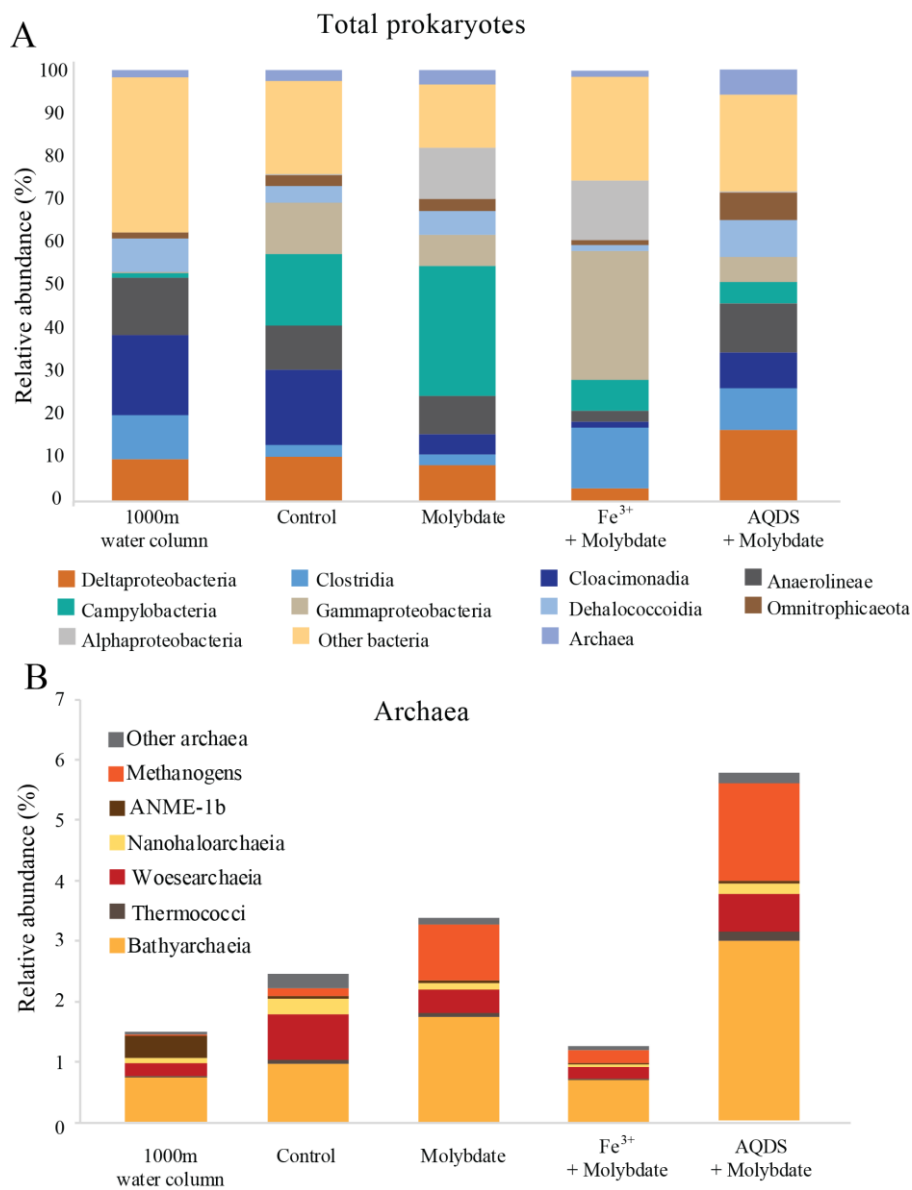 A
Total prokaryotes
Relative abundance (%)
100
90
80
70
60
50
40
30
20
10
0
1000m
water column
Control
Molybdate
Fe³⁺
+ Molybdate
AQDS
+ Molybdate
Deltaproteobacteria
Clostridia
Cloacimonadia
Anaerolineae
Campylobacteria
Gammaproteobacteria
Dehalococcoidia
Omnitrophicaeota
Alphaproteobacteria
Other bacteria
Archaea
B
Archaea
Relative abundance (%)
7
6
5
4
3
2
1
0
Other archaea
Methanogens
ANME-1b
Nanohaloarchaeia
Woesearchaeia
Thermococci
Bathyarchaeia
1000m
water column
Control
Molybdate
Fe³⁺
+ Molybdate
AQDS
+ Molybdate